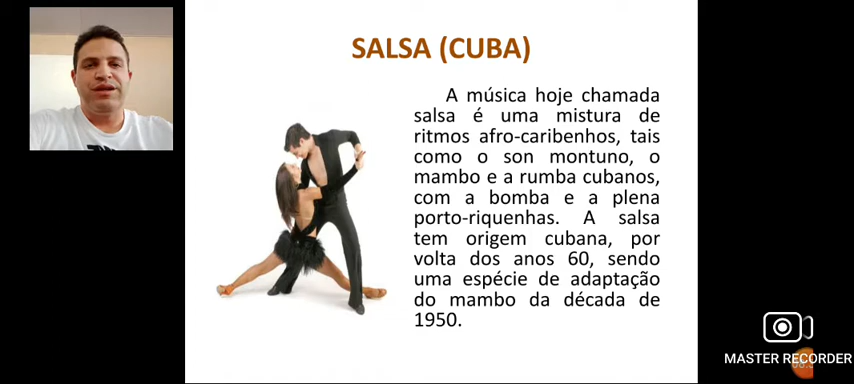 SALSA (CUBA)
A música hoje chamada
salsa é uma mistura de
ritmos afro-caribenhos, tais
como o son montuno, o
mambo e a rumba cubanos,
com a bomba e a plena
porto-riquenhas. A salsa
tem origem cubana, por
volta dos anos 60, sendo
uma espécie de adaptação
do mambo da década de
1950.
MASTER RECORDER